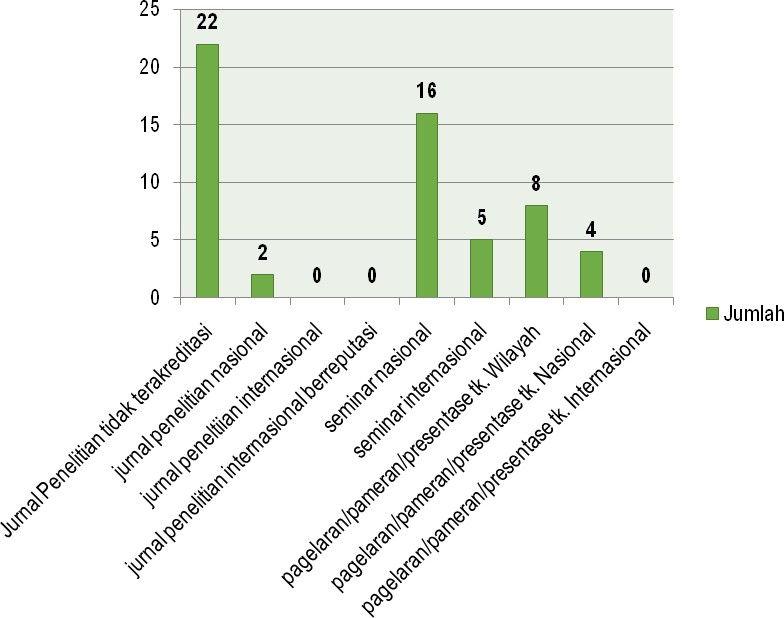 25
20
15
10
5
0
22
2
0
0
16
5
8
4
0
Jurnal Penelitian tidak terakreditasi
jurnal penelitian nasional
jurnal peneltiian internasional
jurnal penelitian internasional berreputasi
seminar nasional
seminar internasional
pagelaran/pameran/presentase tk. Wilayah
pagelaran/pameran/presentase tk. Nasional
pagelaran/pameran/presentase tk. Internasional
Jumlah